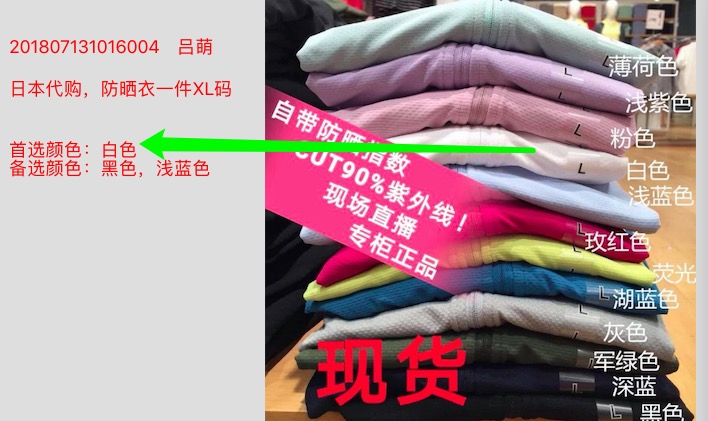 201807131016004 吕萌
日本代购，防晒衣一件XL码
首选颜色：白色
备选颜色：黑色，浅蓝色
自带防晒指数
CUT90%紫外线！
现场直播
专柜正品
薄荷色
浅紫色
粉色
白色
浅蓝色
玫红色
荧光
湖蓝色
灰色
军绿色
深蓝
黑色
现货
L
L
L
L
L
L
L
L